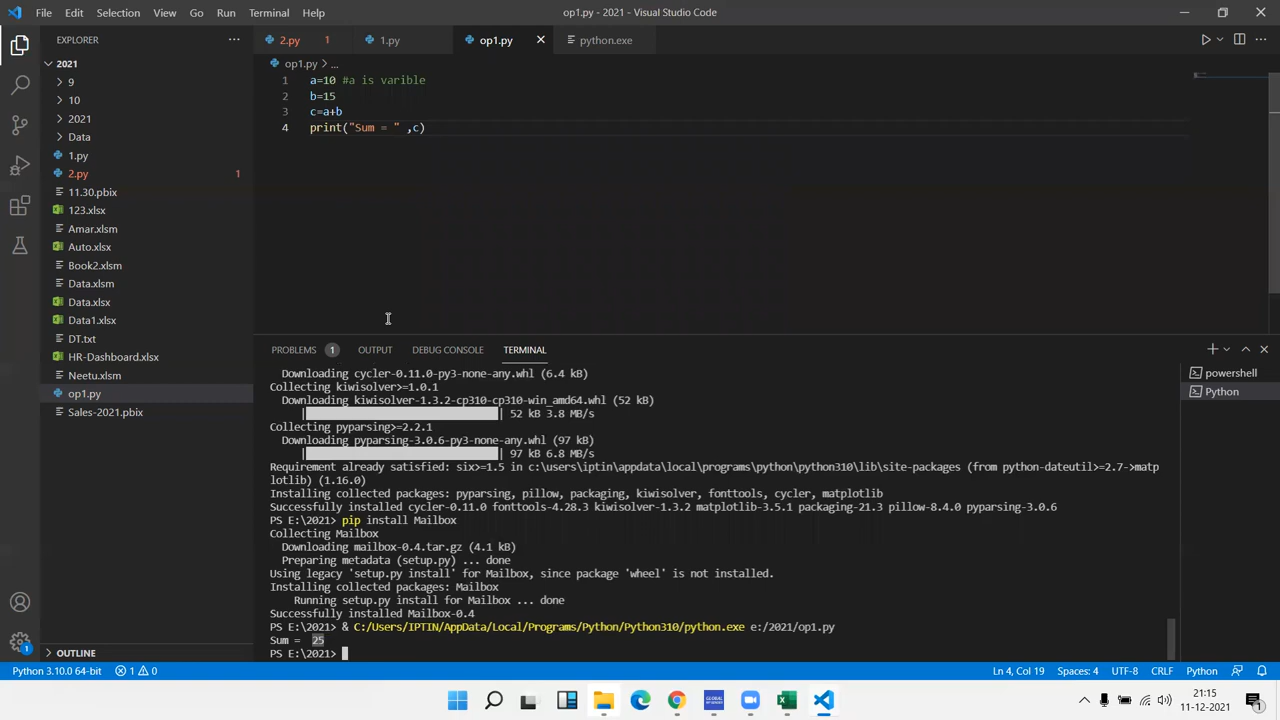 File Edit Selection View Go Run Terminal Help
op1.py - 2021 - Visual Studio Code
EXPLORER
2021
9
10
2021
Data
1.py
2.py 1
11.30.pbix
123.xlsx
Amar.xlsm
Auto.xlsx
Book2.xlsm
Data.xlsm
Data.xlsx
Data1.xlsx
DT.txt
HR-Dashboard.xlsx
Neetu.xlsm
op1.py
Sales-2021.pbix
OUTLINE
2.py 1 1.py op1.py python.exe
op1.py > ...
1 a=10 #a is varible
2 b=15
3 c=a+b
4 print("Sum = " ,c)
PROBLEMS 1 OUTPUT DEBUG CONSOLE TERMINAL
Downloading cycler-0.11.0-py3-none-any.whl (6.4 kB)
Collecting kiwisolver>=1.0.1
Downloading kiwisolver-1.3.2-cp310-cp310-win_amd64.whl (52 kB)
| | 52 kB 3.8 MB/s
Collecting pyparsing>=2.2.1
Downloading pyparsing-3.0.6-py3-none-any.whl (97 kB)
| | 97 kB 6.8 MB/s
Requirement already satisfied: six>=1.5 in c:\users\iptin\appdata\local\programs\python\python310\lib\site-packages (from python-dateutil>=2.7->matp
lotlib) (1.16.0)
Installing collected packages: pyparsing, pillow, packaging, kiwisolver, fonttools, cycler, matplotlib
Successfully installed cycler-0.11.0 fonttools-4.28.3 kiwisolver-1.3.2 matplotlib-3.5.1 packaging-21.3 pillow-8.4.0 pyparsing-3.0.6
PS E:\2021> pip install Mailbox
Collecting Mailbox
Downloading mailbox-0.4.tar.gz (4.1 kB)
Preparing metadata (setup.py) ... done
Using legacy 'setup.py install' for Mailbox, since package 'wheel' is not installed.
Installing collected packages: Mailbox
Running setup.py install for Mailbox ... done
Successfully installed Mailbox-0.4
PS E:\2021> & C:/Users/IPTIN/AppData/Local/Programs/Python/Python310/python.exe e:/2021/op1.py
Sum =  25
PS E:\2021>
powershell
Python
Python 3.10.0 64-bit 1 0
Ln 4, Col 19 Spaces: 4 UTF-8 CRLF Python
21:15
11-12-2021